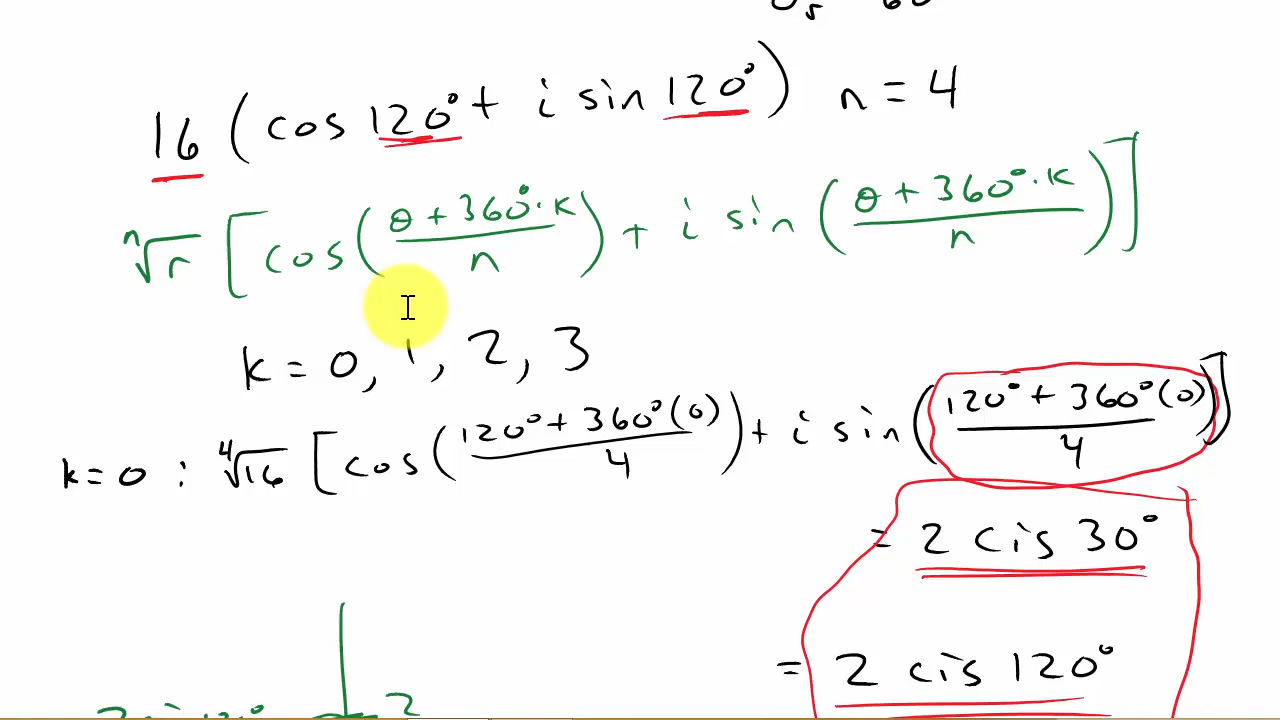 16 (cos 120° + i sin 120°) n = 4
ⁿ√r [cos((θ + 360°·k)/n) + i sin((θ + 360°·k)/n)]
k = 0, 1, 2, 3
k = 0 : ⁴√16 [cos((120° + 360°(0))/4) + i sin((120° + 360°(0))/4)]
= 2 cis 30°
= 2 cis 120°
2